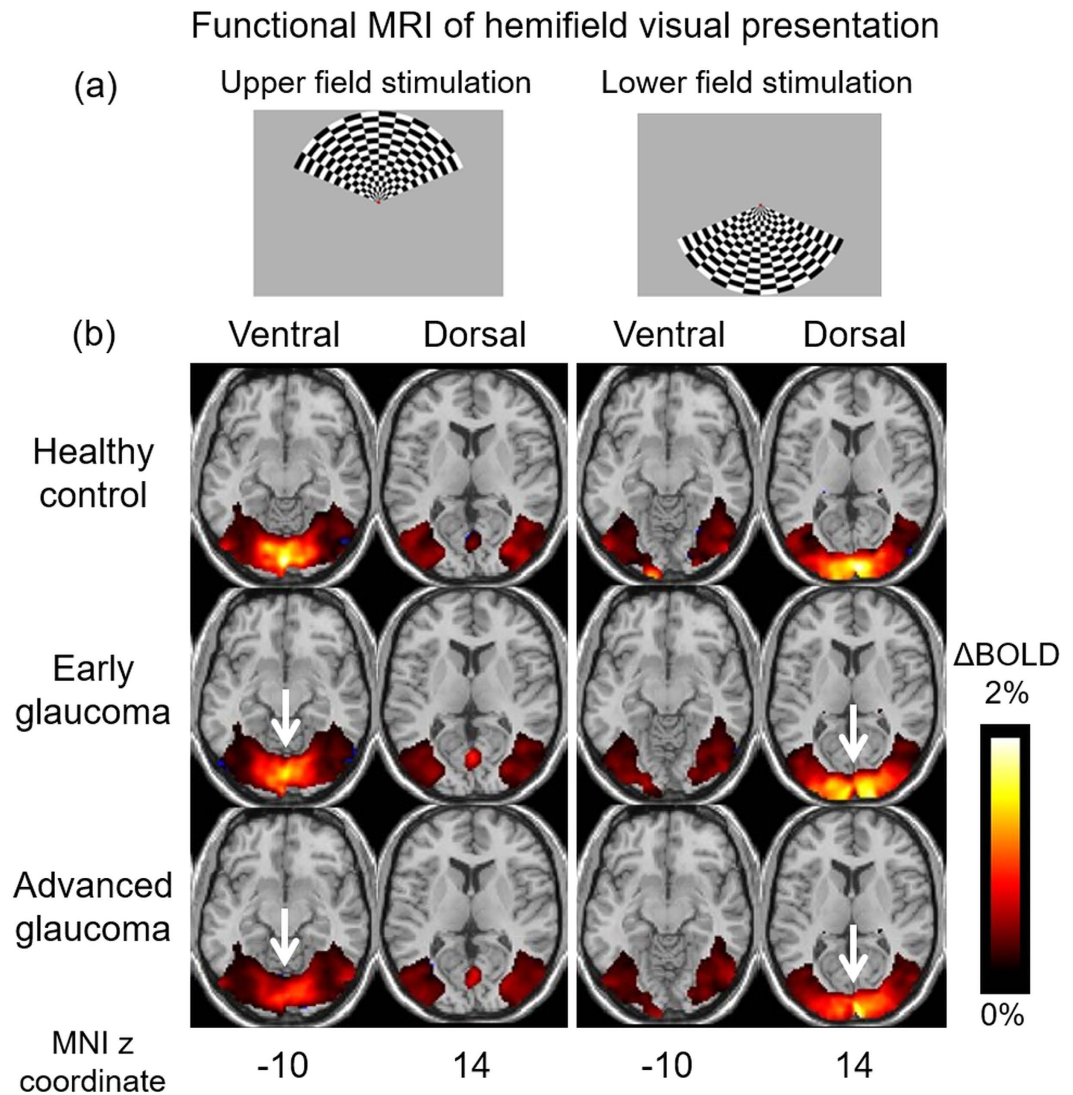 Functional MRI of hemifield visual presentation
(a)
Upper field stimulation
Lower field stimulation
(b)
Ventral
Dorsal
Ventral
Dorsal
Healthy
control
Early
glaucoma
ΔBOLD
2%
Advanced
glaucoma
0%
MNI z
coordinate
-10
14
-10
14